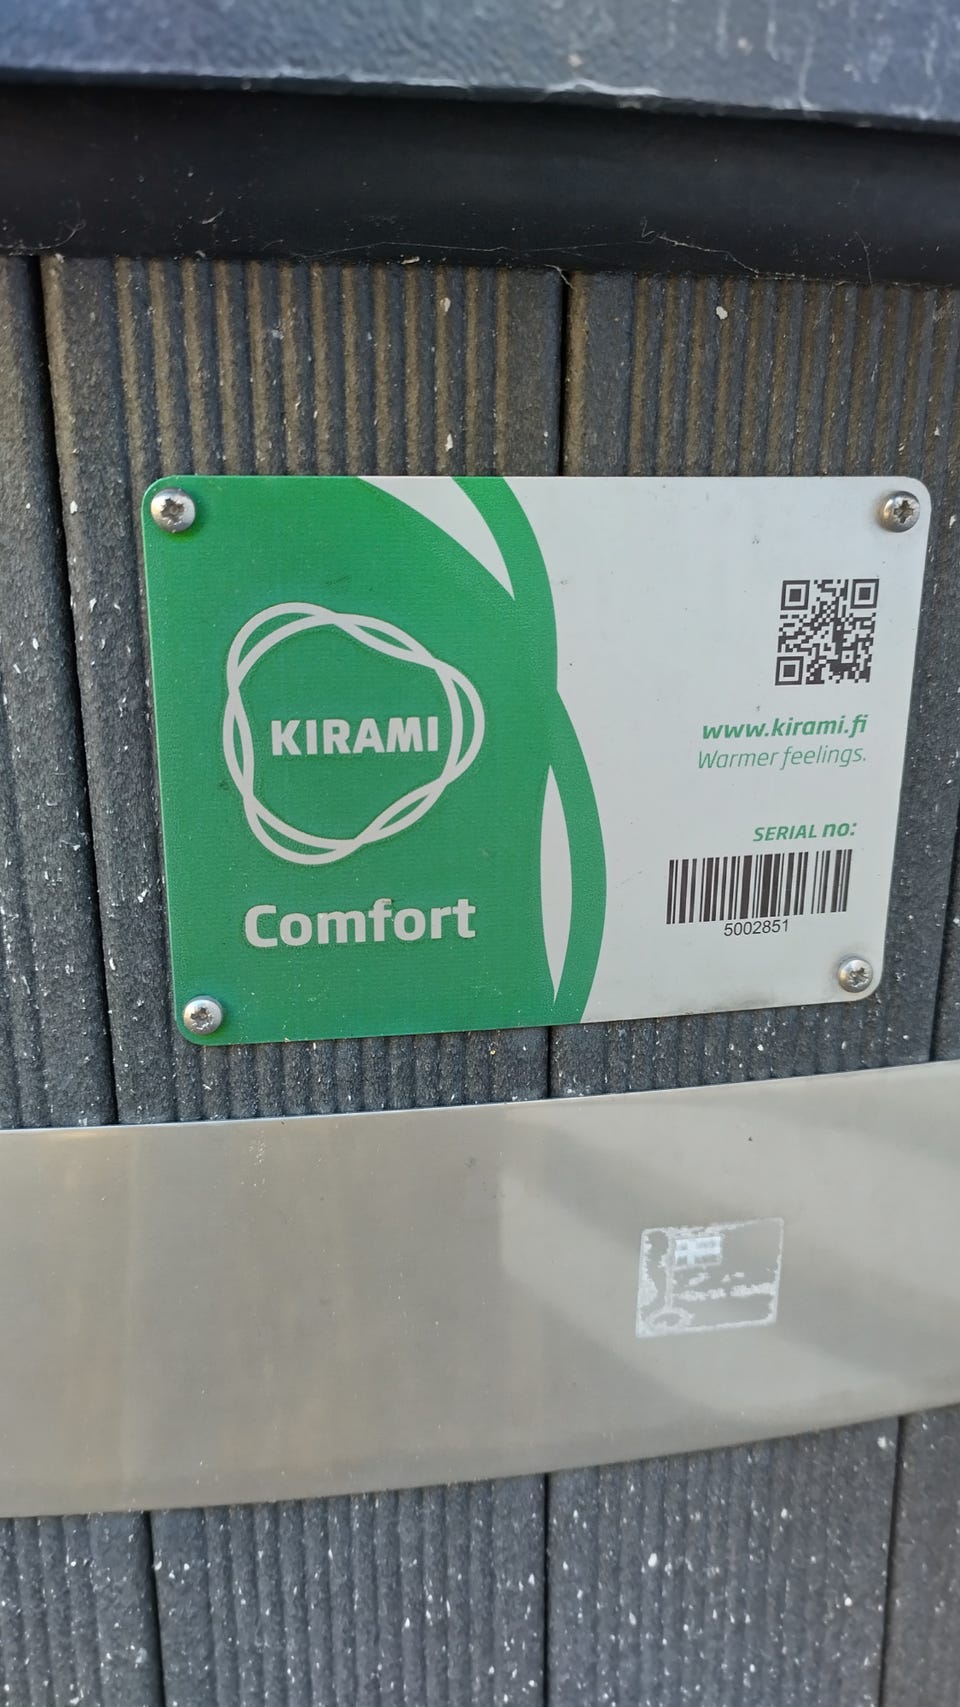 KIRAMI
Comfort
www.kirami.fi
Warmer feelings.
SERIAL no:
5002851